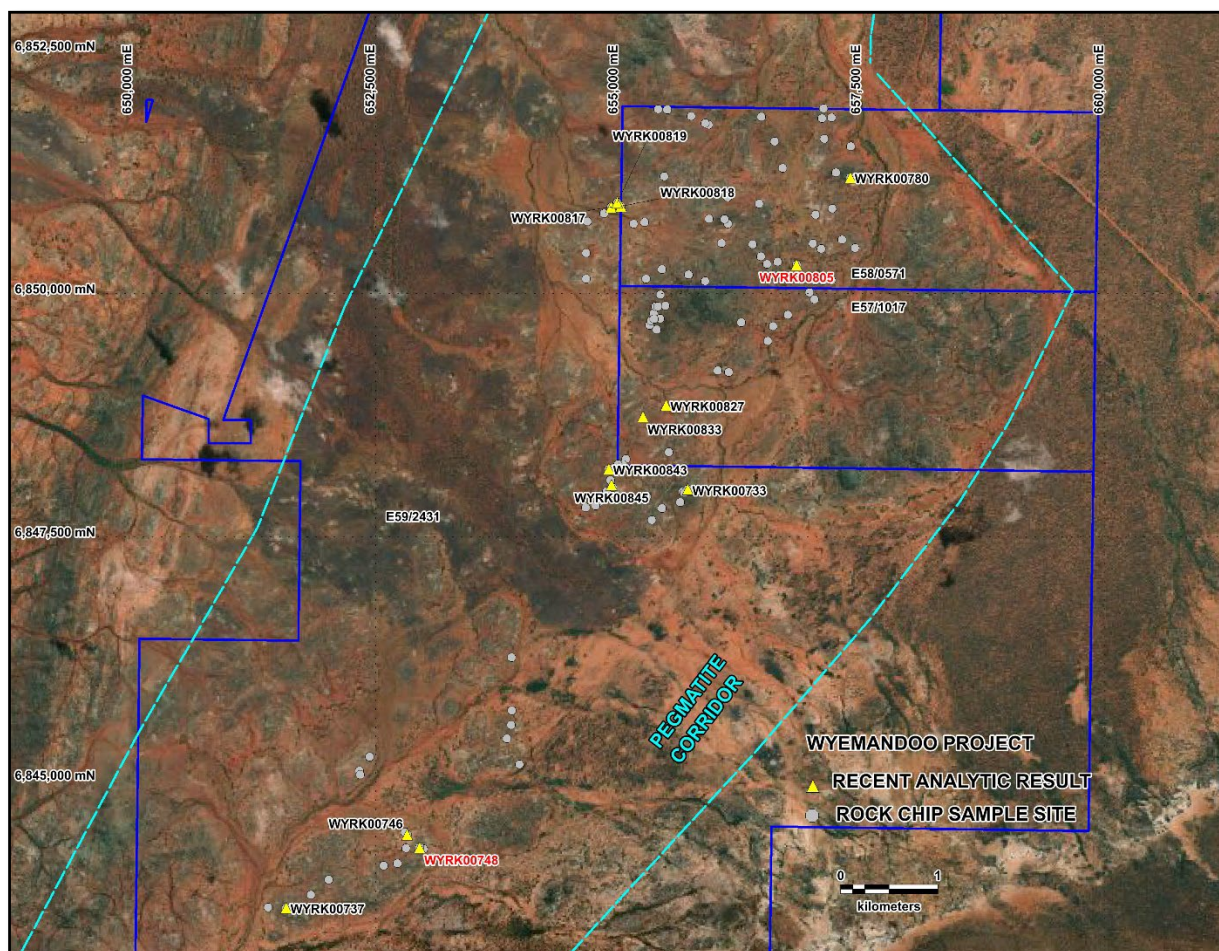 6,852,500 mN
650,000 mE
652,500 mE
655,000 mE
657,500 mE
660,000 mE
WYRK00819
WYRK00818
WYRK00780
WYRK00817
WYRK00805
E58/0571
6,850,000 mN
E57/1017
WYRK00827
WYRK00833
WYRK00843
WYRK00845
WYRK00733
E59/2431
6,847,500 mN
PEGMATITE
CORRIDOR
WYEMANDOO PROJECT
6,845,000 mN
RECENT ANALYTIC RESULT
ROCK CHIP SAMPLE SITE
WYRK00746
WYRK00748
0
1
kilometers
WYRK00737